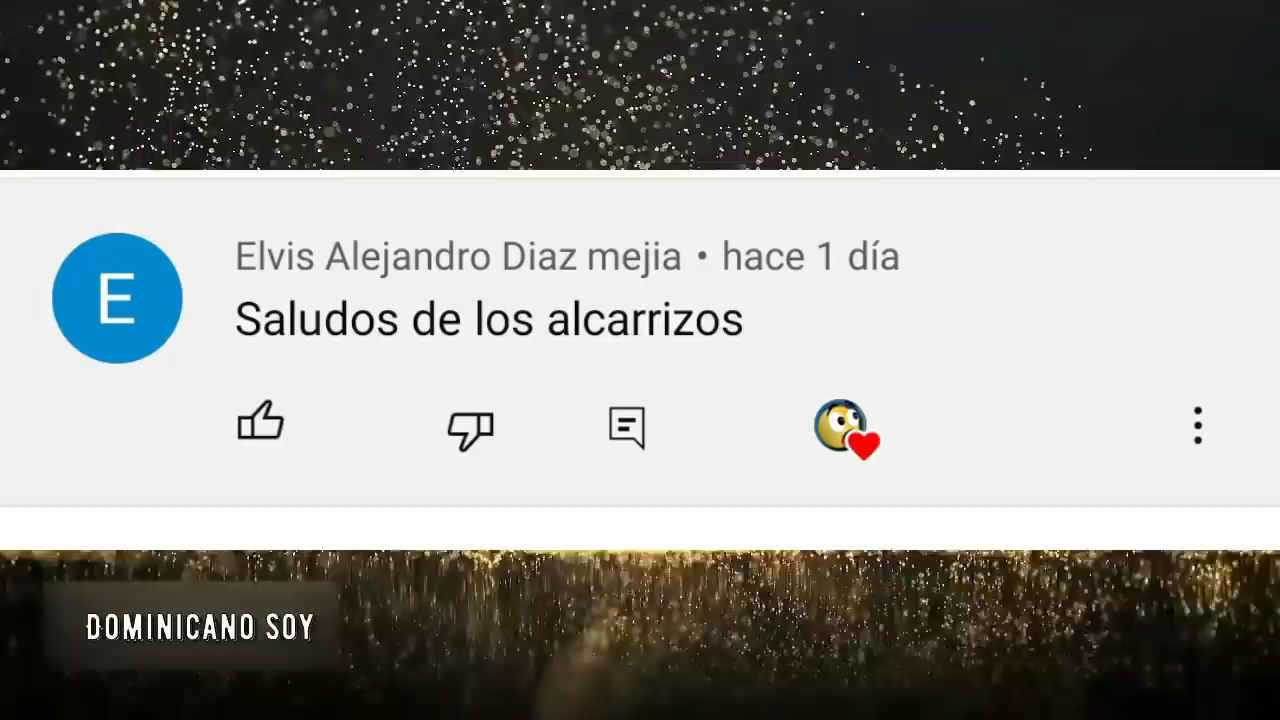 E
Elvis Alejandro Diaz mejia • hace 1 día
Saludos de los alcarrizos
DOMINICANO SOY